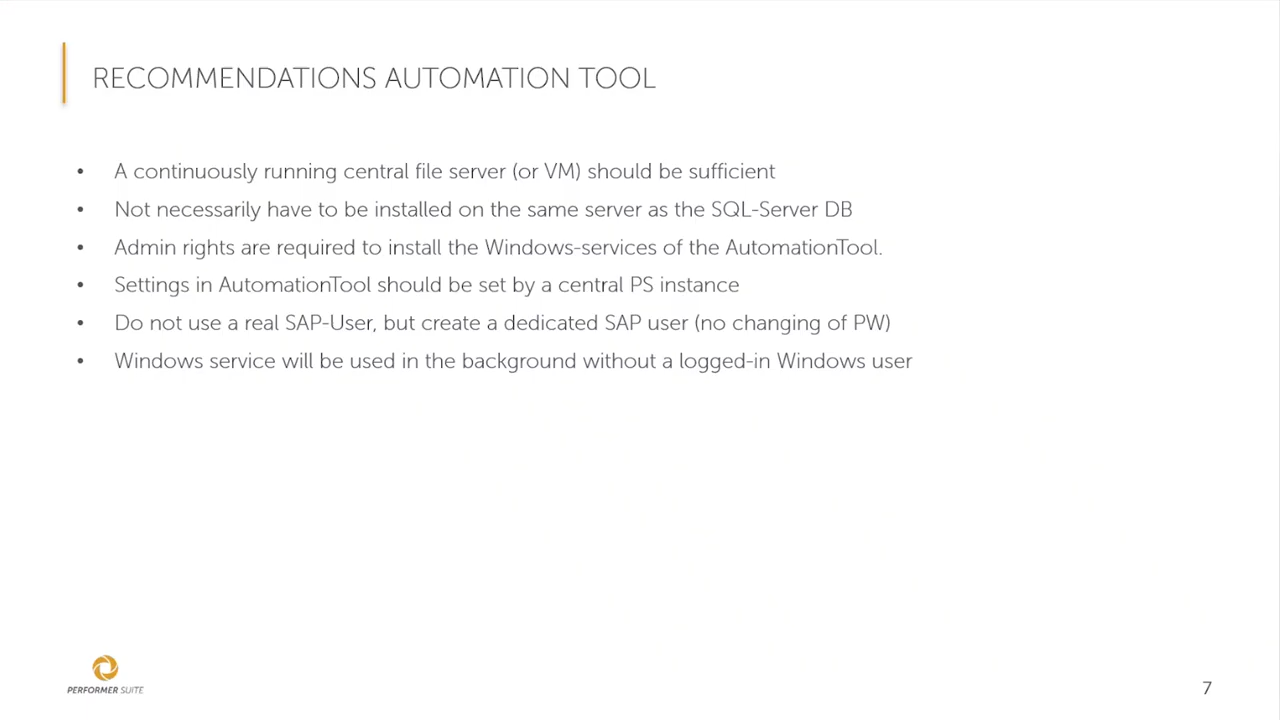 RECOMMENDATIONS AUTOMATION TOOL
• A continuously running central file server (or VM) should be sufficient
• Not necessarily have to be installed on the same server as the SQL-Server DB
• Admin rights are required to install the Windows-services of the AutomationTool.
• Settings in AutomationTool should be set by a central PS instance
• Do not use a real SAP-User, but create a dedicated SAP user (no changing of PW)
• Windows service will be used in the background without a logged-in Windows user
PERFORMER SUITE
7